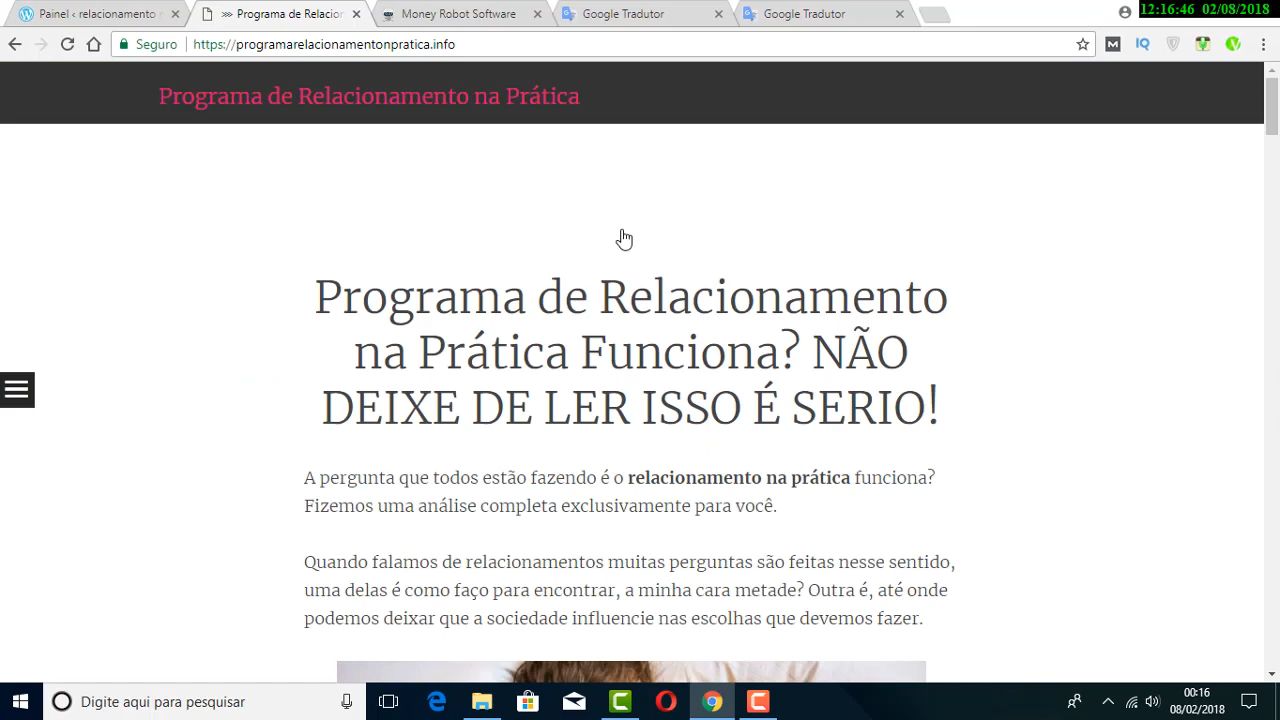 Painel ‹ relacionamento n
⋙ Programa de Relacion
Money Robot Software
Google Tradutor
Google Tradutor
12:16:46 02/08/2018
Seguro
https://programarelacionamentonpratica.info
Programa de Relacionamento na Prática
Programa de Relacionamento
na Prática Funciona? NÃO
DEIXE DE LER ISSO É SERIO!
A pergunta que todos estão fazendo é o relacionamento na prática funciona?
Fizemos uma análise completa exclusivamente para você.
Quando falamos de relacionamentos muitas perguntas são feitas nesse sentido,
uma delas é como faço para encontrar, a minha cara metade? Outra é, até onde
podemos deixar que a sociedade influencie nas escolhas que devemos fazer.
Digite aqui para pesquisar
00:16
08/02/2018